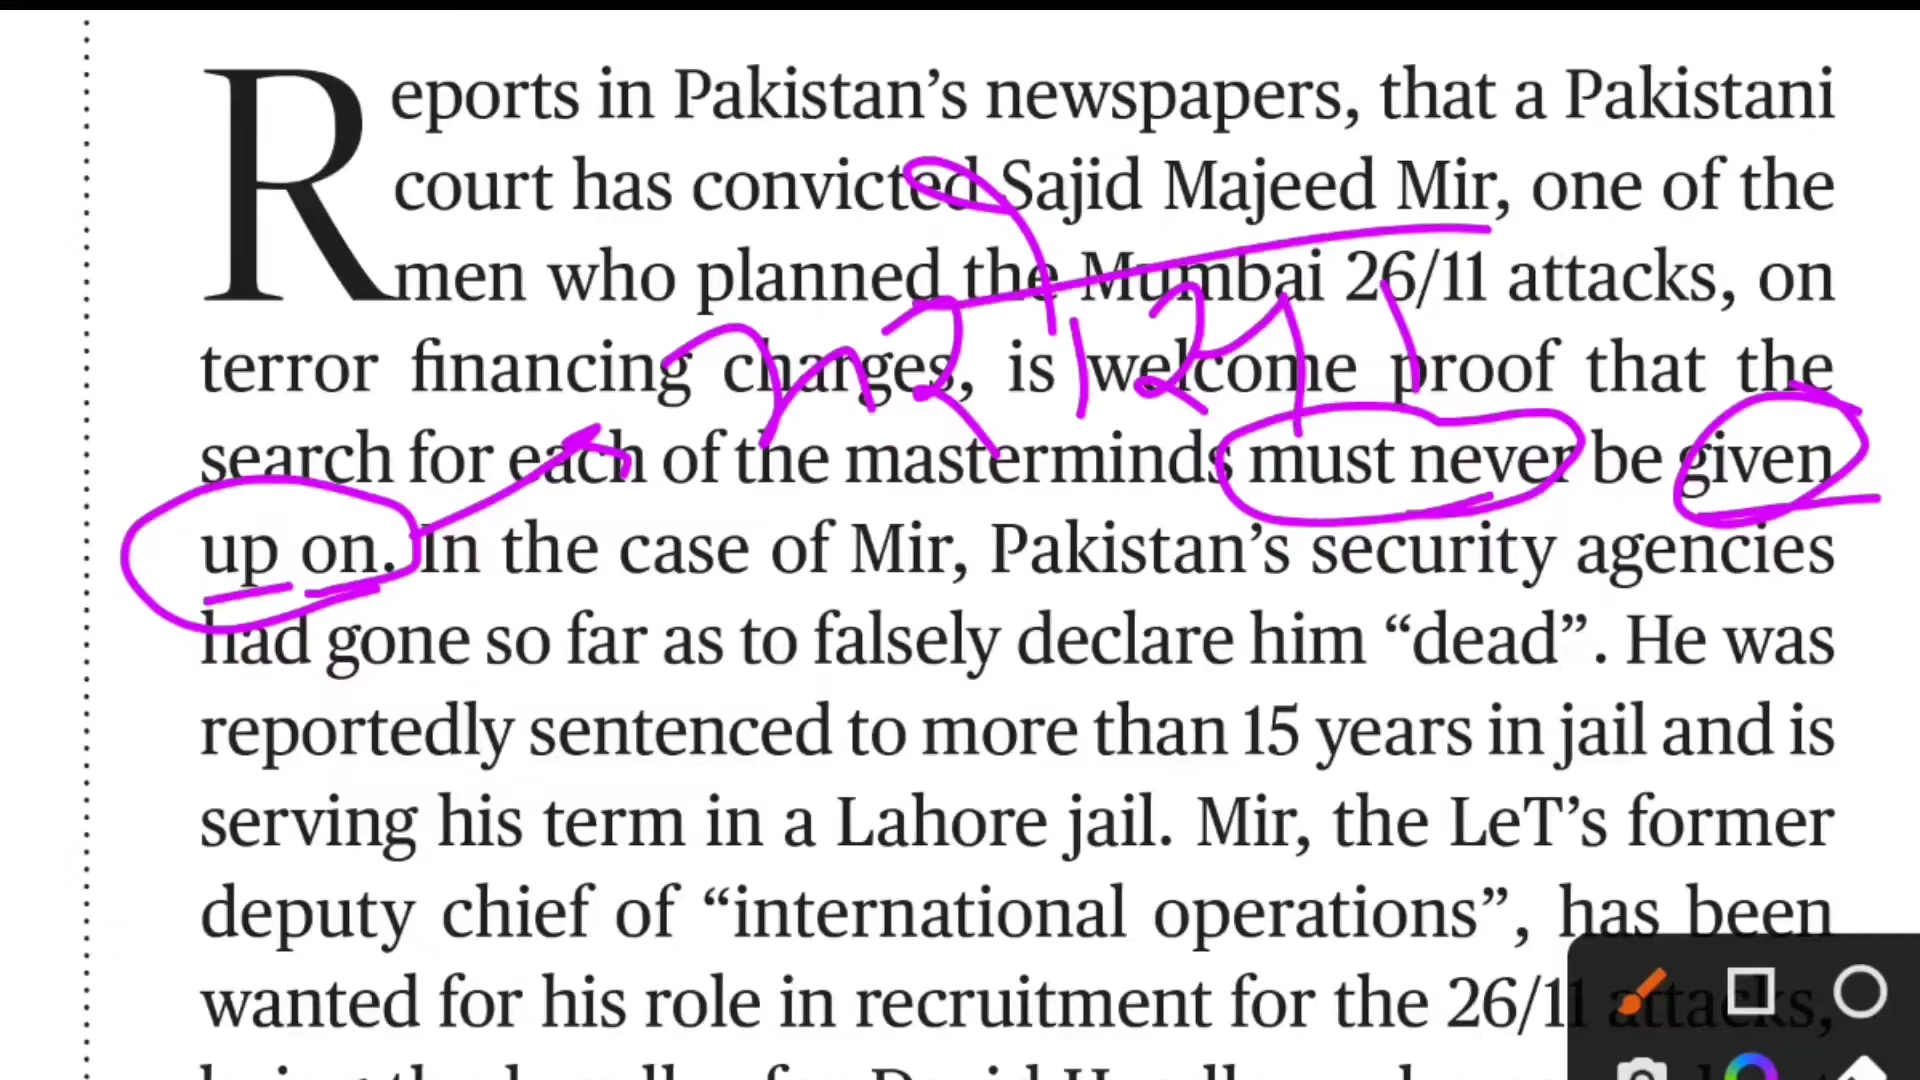 Reports in Pakistan’s newspapers, that a Pakistani
court has convicted Sajid Majeed Mir, one of the
men who planned the Mumbai 26/11 attacks, on
terror financing charges, is welcome proof that the
search for each of the masterminds must never be given
up on. In the case of Mir, Pakistan’s security agencies
had gone so far as to falsely declare him “dead”. He was
reportedly sentenced to more than 15 years in jail and is
serving his term in a Lahore jail. Mir, the LeT’s former
deputy chief of “international operations”, has been
wanted for his role in recruitment for the 26/11 attacks,